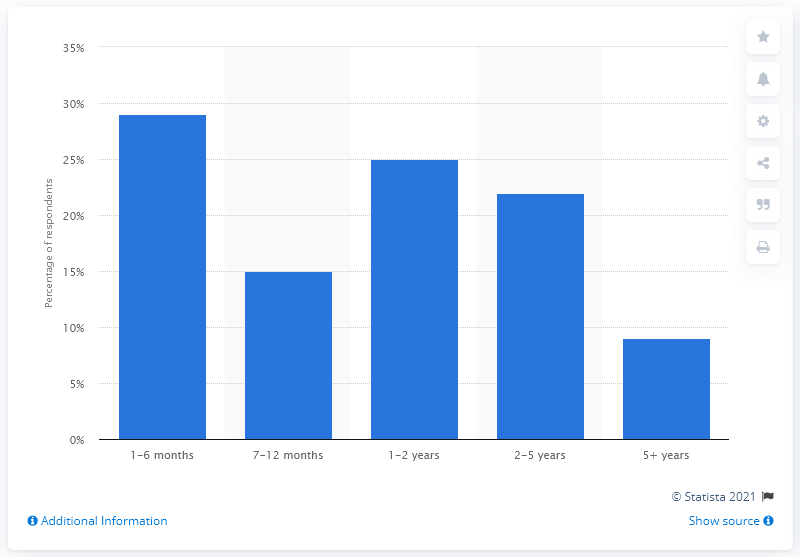 35%
30%
25%
20%
15%
10%
5%
0%
Percentage of respondents
1–6 months 7–12 months 1–2 years 2–5 years 5+ years
© Statista 2021
Additional Information Show source